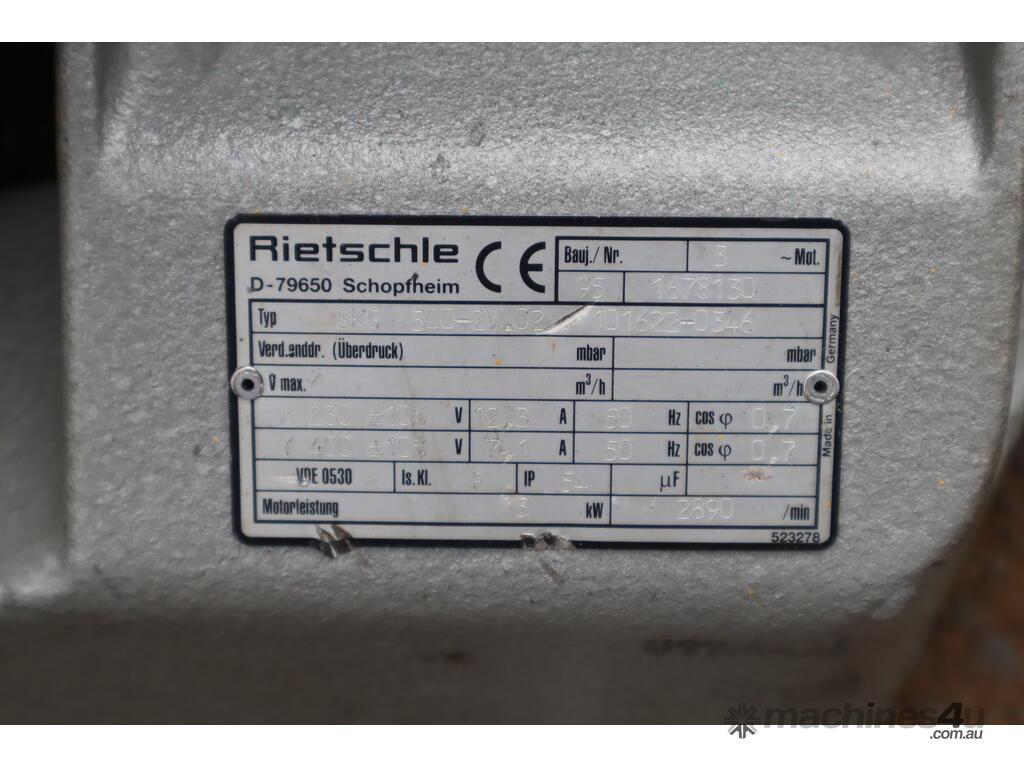 Rietschle CE Bauj./ Nr. 3 ~ Mot.
D-79650 Schopfheim 95 1678130
Typ SKG 300-2V.02 101622-0346
Verd.enddr. (Überdruck) mbar mbar
V̇ max. m³/h m³/h
230 ±10% V 12,3 A 50 Hz cos φ 0,7
400 ±10% V 7,1 A 50 Hz cos φ 0,7
VDE 0530 Is.Kl. F IP 54 µF
Motorleistung 3 kW 2890 /min
523278
Made in Germany
machines4u
.com.au